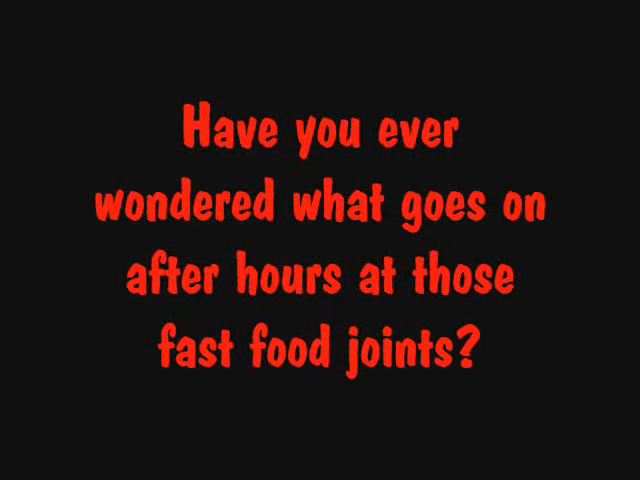 Have you ever
wondered what goes on
after hours at those
fast food joints?